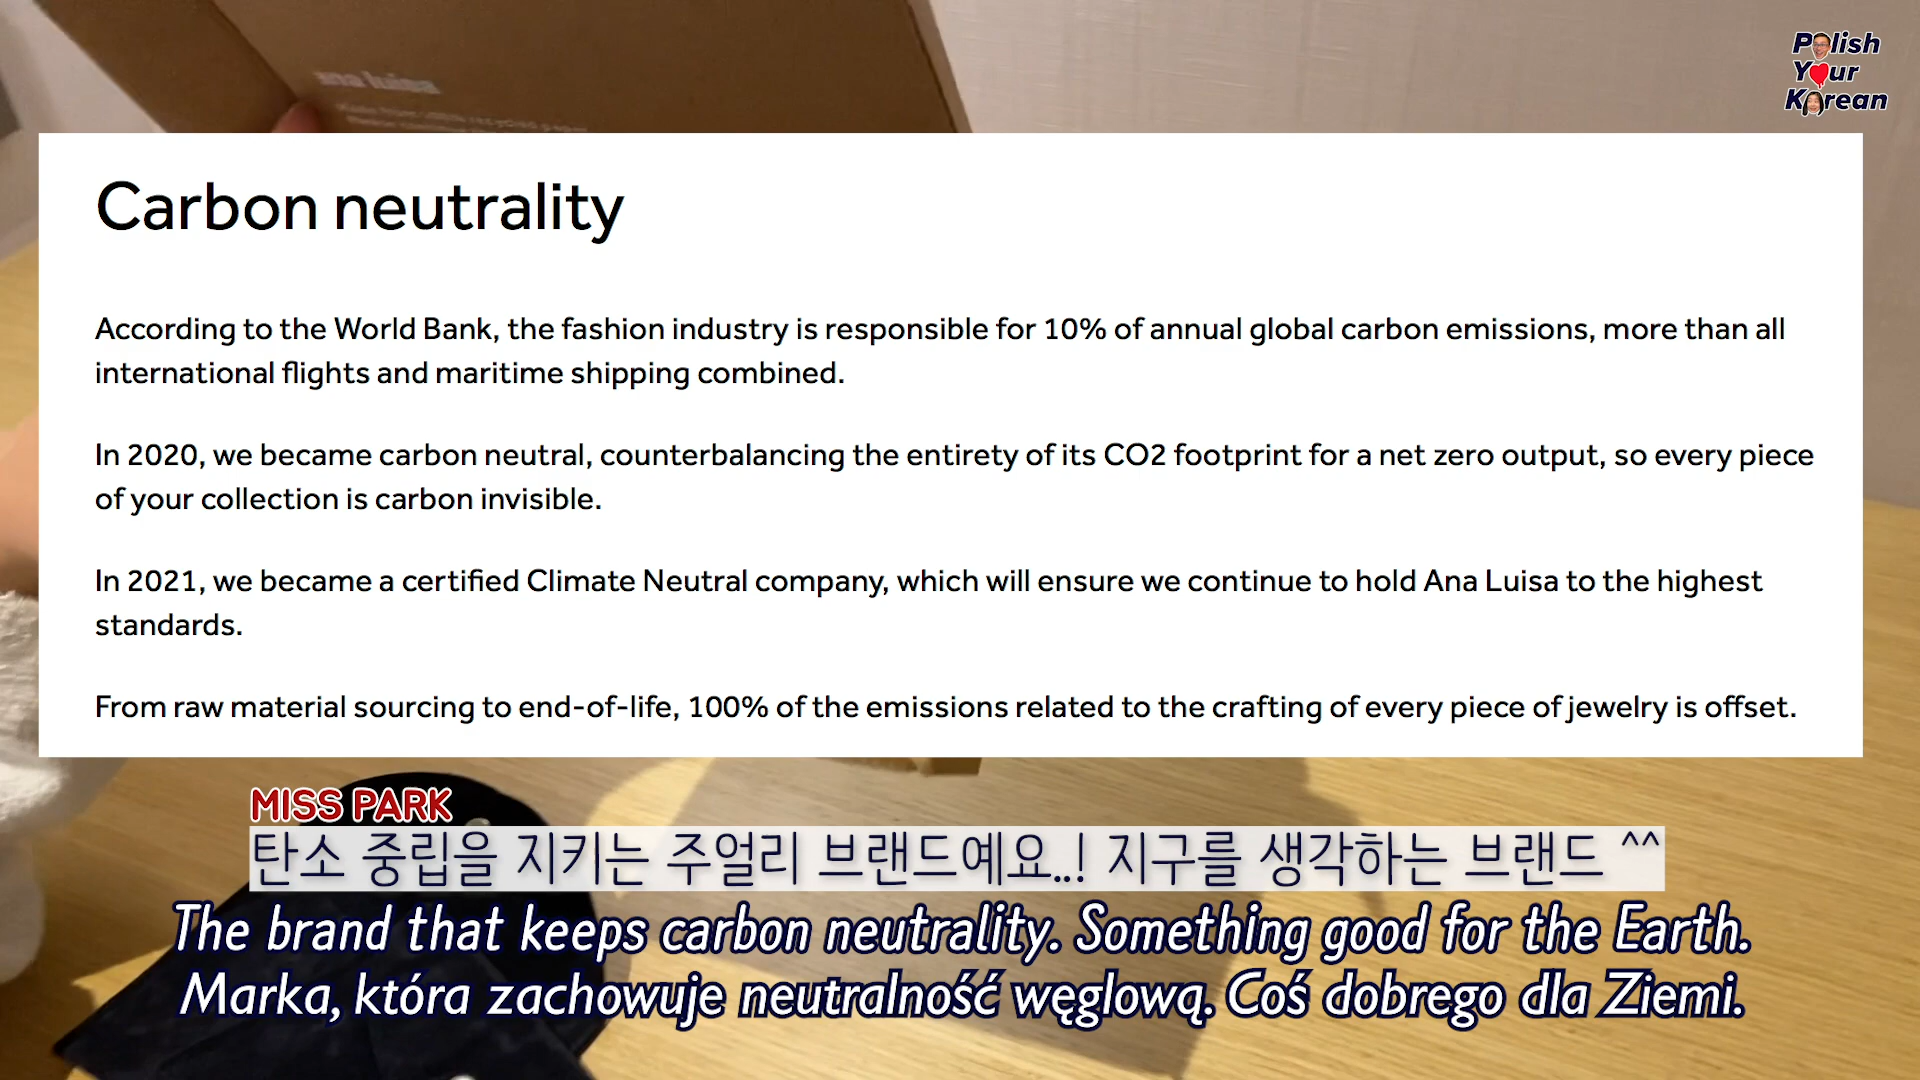 Polish
Your
Korean
ana luisa
Carbon neutrality
According to the World Bank, the fashion industry is responsible for 10% of annual global carbon emissions, more than all
international flights and maritime shipping combined.
In 2020, we became carbon neutral, counterbalancing the entirety of its CO2 footprint for a net zero output, so every piece
of your collection is carbon invisible.
In 2021, we became a certified Climate Neutral company, which will ensure we continue to hold Ana Luisa to the highest
standards.
From raw material sourcing to end-of-life, 100% of the emissions related to the crafting of every piece of jewelry is offset.
MISS PARK
탄소 중립을 지키는 주얼리 브랜드예요..! 지구를 생각하는 브랜드 ^^
The brand that keeps carbon neutrality. Something good for the Earth.
Marka, która zachowuje neutralność węglową. Coś dobrego dla Ziemi.